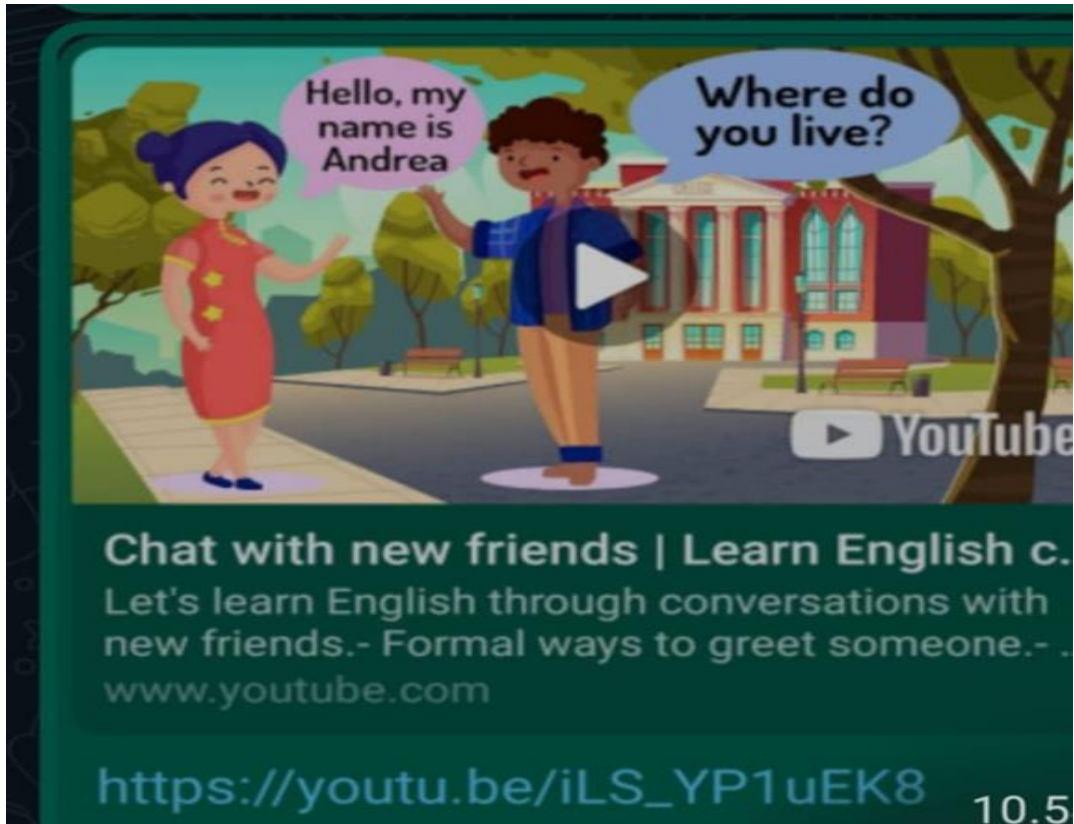 Hello, my
name is
Andrea
Where do
you live?
YouTube
Chat with new friends | Learn English c..
Let's learn English through conversations with
new friends.- Formal ways to greet someone.- ..
www.youtube.com
https://youtu.be/iLS_YP1uEK8
10.5